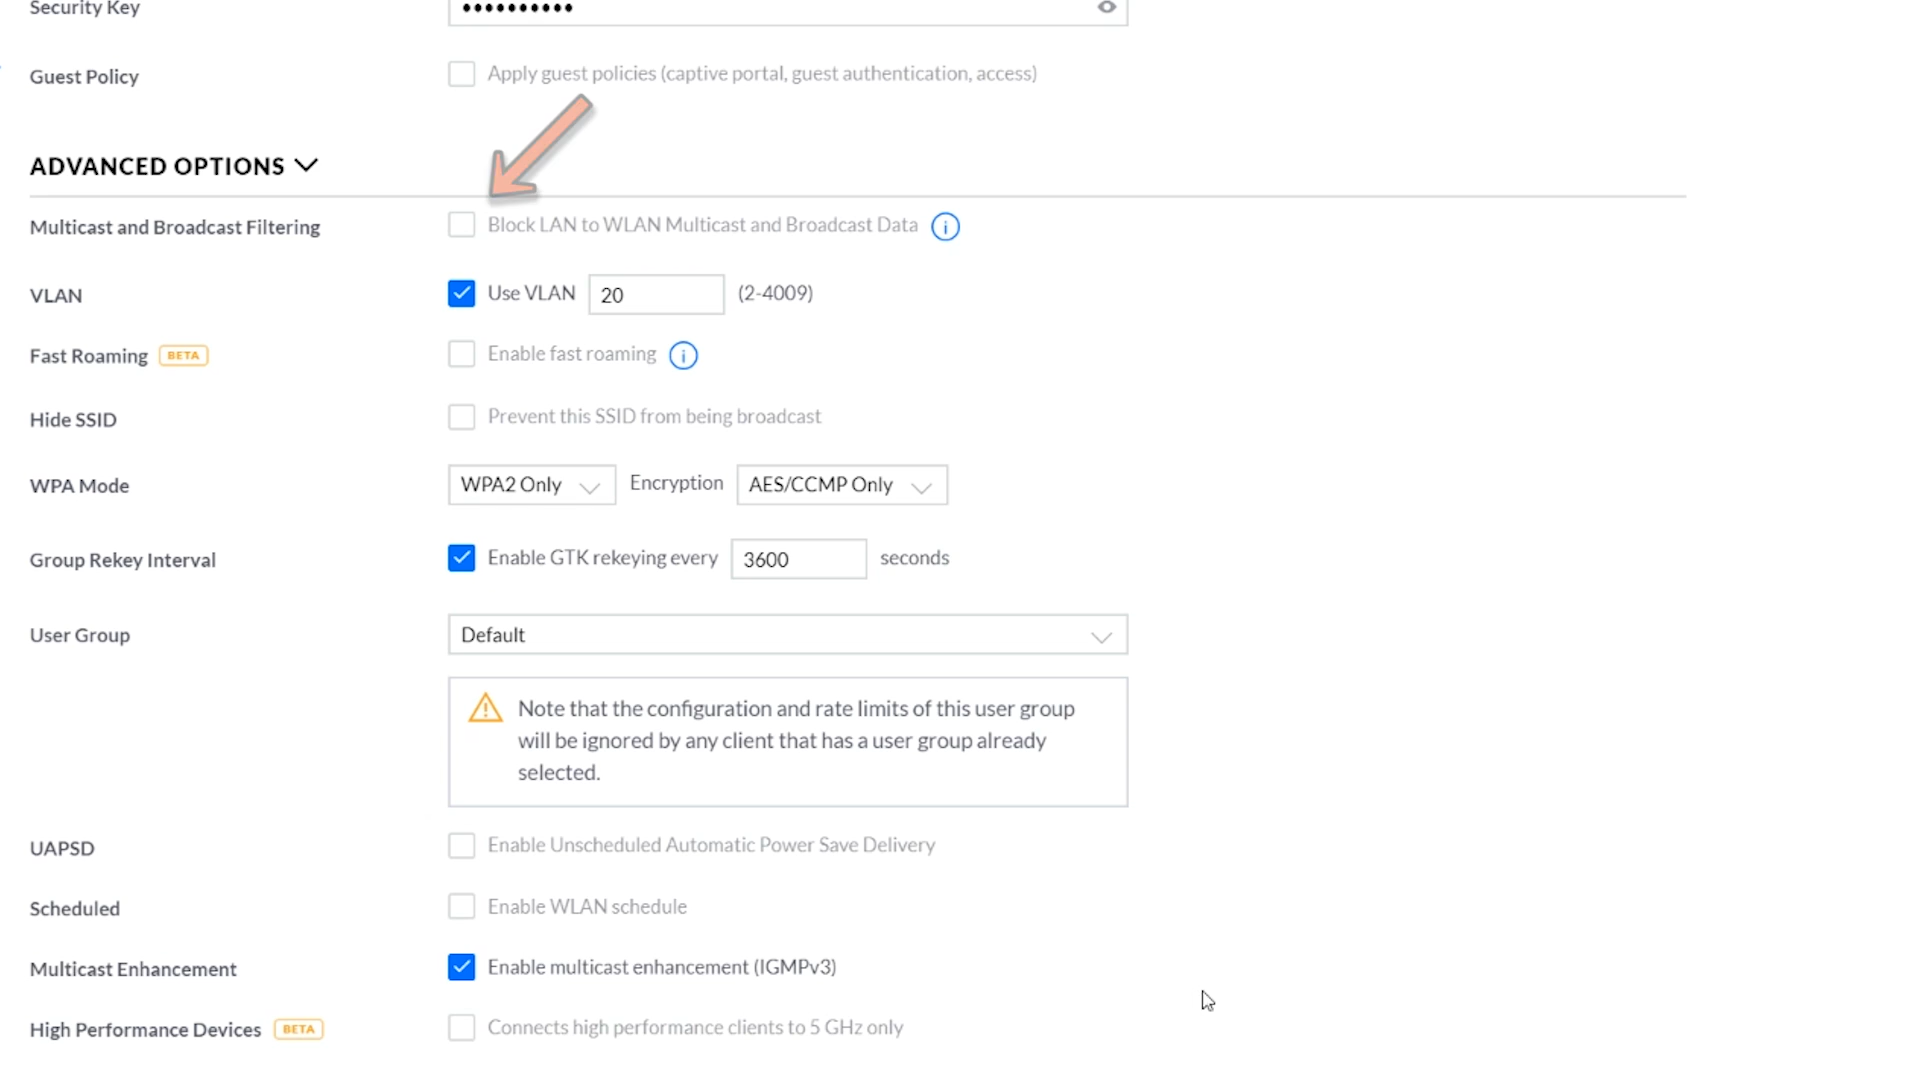 Security Key ••••••••••
Guest Policy Apply guest policies (captive portal, guest authentication, access)
ADVANCED OPTIONS
Multicast and Broadcast Filtering Block LAN to WLAN Multicast and Broadcast Data
VLAN Use VLAN 20 (2-4009)
Fast Roaming BETA Enable fast roaming
Hide SSID Prevent this SSID from being broadcast
WPA Mode WPA2 Only Encryption AES/CCMP Only
Group Rekey Interval Enable GTK rekeying every 3600 seconds
User Group Default
Note that the configuration and rate limits of this user group
will be ignored by any client that has a user group already
selected.
UAPSD Enable Unscheduled Automatic Power Save Delivery
Scheduled Enable WLAN schedule
Multicast Enhancement Enable multicast enhancement (IGMPv3)
High Performance Devices BETA Connects high performance clients to 5 GHz only